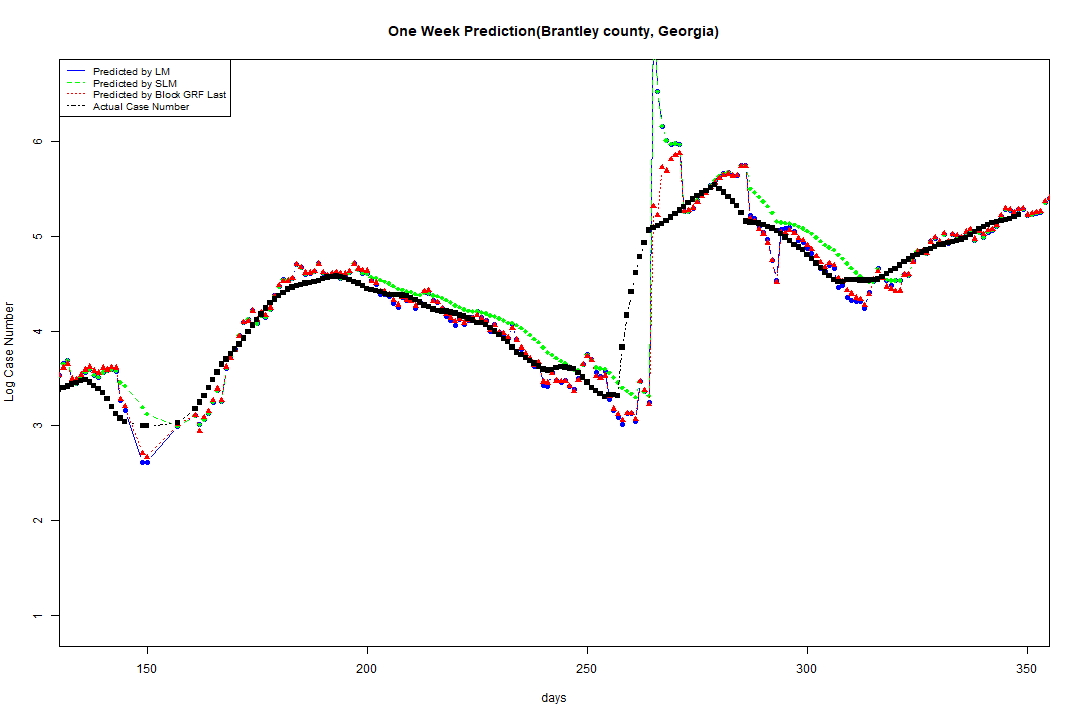 One Week Prediction(Brantley county, Georgia)
Predicted by LM
Predicted by SLM
Predicted by Block GRF Last
Actual Case Number
Log Case Number
6
5
4
3
2
1
150 200 250 300 350
days